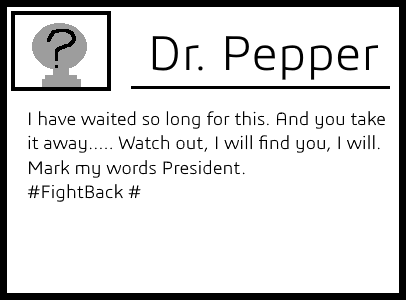 ?
Dr. Pepper
I have waited so long for this. And you take
it away..... Watch out, I will find you, I will.
Mark my words President.
#FightBack #